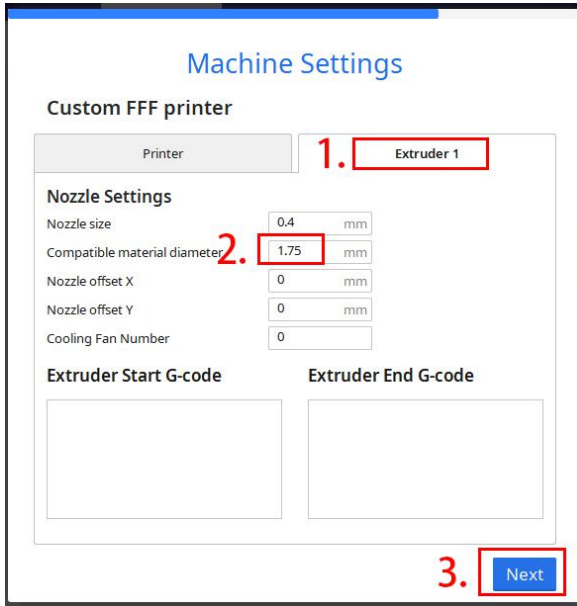 Machine Settings
Custom FFF printer
Printer
1. Extruder 1
Nozzle Settings
Nozzle size 0.4 mm
Compatible material diameter 2. 1.75 mm
Nozzle offset X 0 mm
Nozzle offset Y 0 mm
Cooling Fan Number 0
Extruder Start G-code Extruder End G-code
3. Next